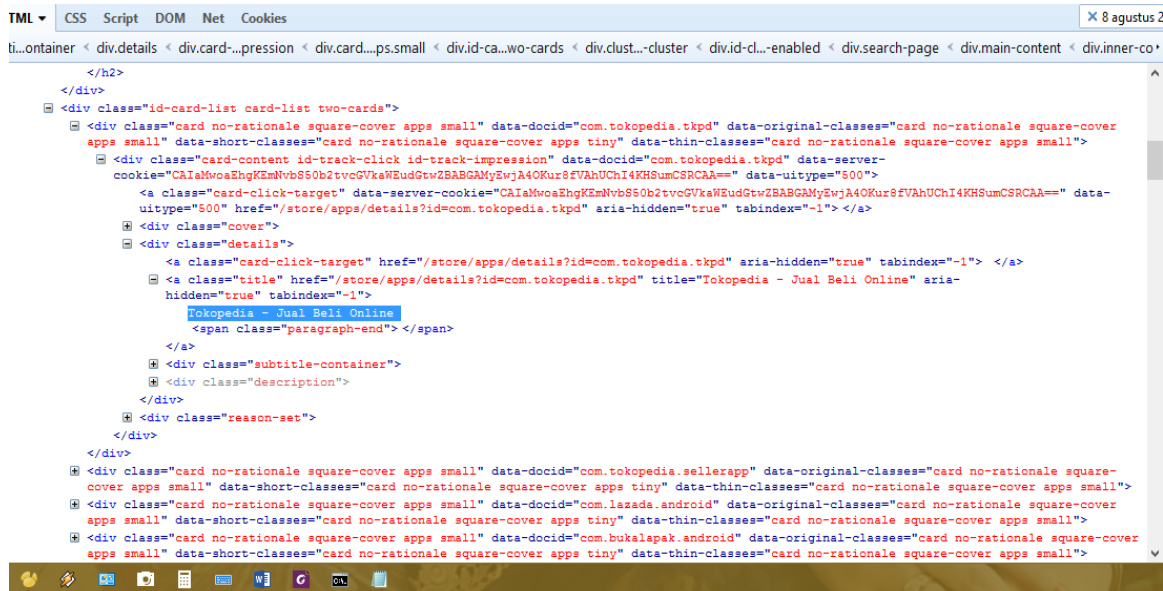 TML CSS Script DOM Net Cookies 8 agustus 2
ti...ontainer < div.details < div.card-...pression < div.card....ps.small < div.id-ca...wo-cards < div.clust...-cluster < div.id-cl...-enabled < div.search-page < div.main-content < div.inner-co
</h2>
</div>
<div class="id-card-list card-list two-cards">
<div class="card no-rationale square-cover apps small" data-docid="com.tokopedia.tkpd" data-original-classes="card no-rationale square-cover
apps small" data-short-classes="card no-rationale square-cover apps tiny" data-thin-classes="card no-rationale square-cover apps small">
<div class="card-content id-track-click id-track-impression" data-docid="com.tokopedia.tkpd" data-server-
cookie="CAIaMwoaEhgKEmNvbS50b2tvcGVkaWEudGtwZBABGAMyEwjA4OKur8fVAhUChI4KHSumCSRCAA==" data-uitype="500">
<a class="card-click-target" data-server-cookie="CAIaMwoaEhgKEmNvbS50b2tvcGVkaWEudGtwZBABGAMyEwjA4OKur8fVAhUChI4KHSumCSRCAA==" data-
uitype="500" href="/store/apps/details?id=com.tokopedia.tkpd" aria-hidden="true" tabindex="-1"> </a>
<div class="cover">
<div class="details">
<a class="card-click-target" href="/store/apps/details?id=com.tokopedia.tkpd" aria-hidden="true" tabindex="-1"> </a>
<a class="title" href="/store/apps/details?id=com.tokopedia.tkpd" title="Tokopedia - Jual Beli Online" aria-
hidden="true" tabindex="-1">
Tokopedia - Jual Beli Online
<span class="paragraph-end"> </span>
</a>
<div class="subtitle-container">
<div class="description">
</div>
<div class="reason-set">
</div>
</div>
<div class="card no-rationale square-cover apps small" data-docid="com.tokopedia.sellerapp" data-original-classes="card no-rationale square-
cover apps small" data-short-classes="card no-rationale square-cover apps tiny" data-thin-classes="card no-rationale square-cover apps small">
<div class="card no-rationale square-cover apps small" data-docid="com.lazada.android" data-original-classes="card no-rationale square-cover
apps small" data-short-classes="card no-rationale square-cover apps tiny" data-thin-classes="card no-rationale square-cover apps small">
<div class="card no-rationale square-cover apps small" data-docid="com.bukalapak.android" data-original-classes="card no-rationale square-cover
apps small" data-short-classes="card no-rationale square-cover apps tiny" data-thin-classes="card no-rationale square-cover apps small">